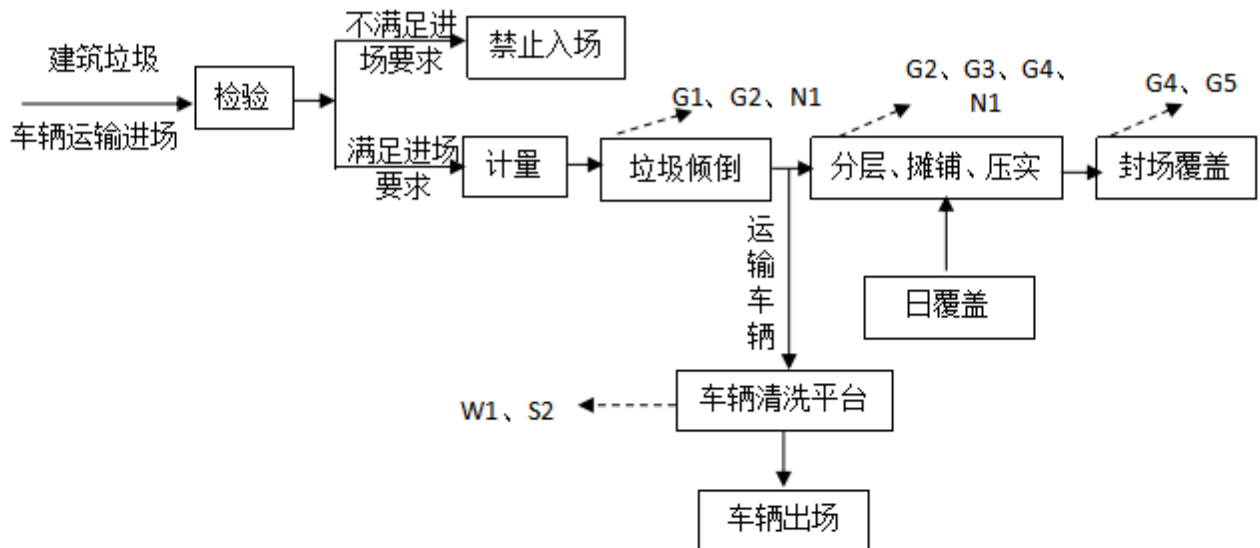 建筑垃圾
车辆运输进场
检验
不满足进
场要求
禁止入场
满足进场
要求
计量
G1、G2、N1
垃圾倾倒
G2、G3、G4、
N1
分层、摊铺、压实
G4、G5
封场覆盖
日覆盖
运
输
车
辆
车辆清洗平台
W1、S2
车辆出场